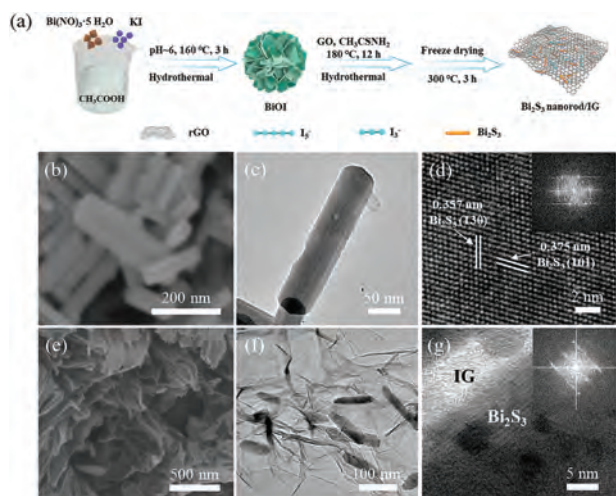 (a)
Bi(NO)₃·5 H₂O KI
CH₃COOH
pH~6, 160 °C, 3 h
Hydrothermal
BiOI
GO, CH₃CSNH₂
180 °C, 12 h
Hydrothermal
Freeze drying
300 °C, 3 h
Bi₂S₃ nanorod/IG
rGO I₅⁻ I₃⁻ Bi₂S₃
(b)
200 nm
(c)
50 nm
(d)
0.357 nm
Bi₂S₃ (130)
0.375 nm
Bi₂S₃ (101)
2 nm
(e)
500 nm
(f)
100 nm
(g)
IG
Bi₂S₃
5 nm